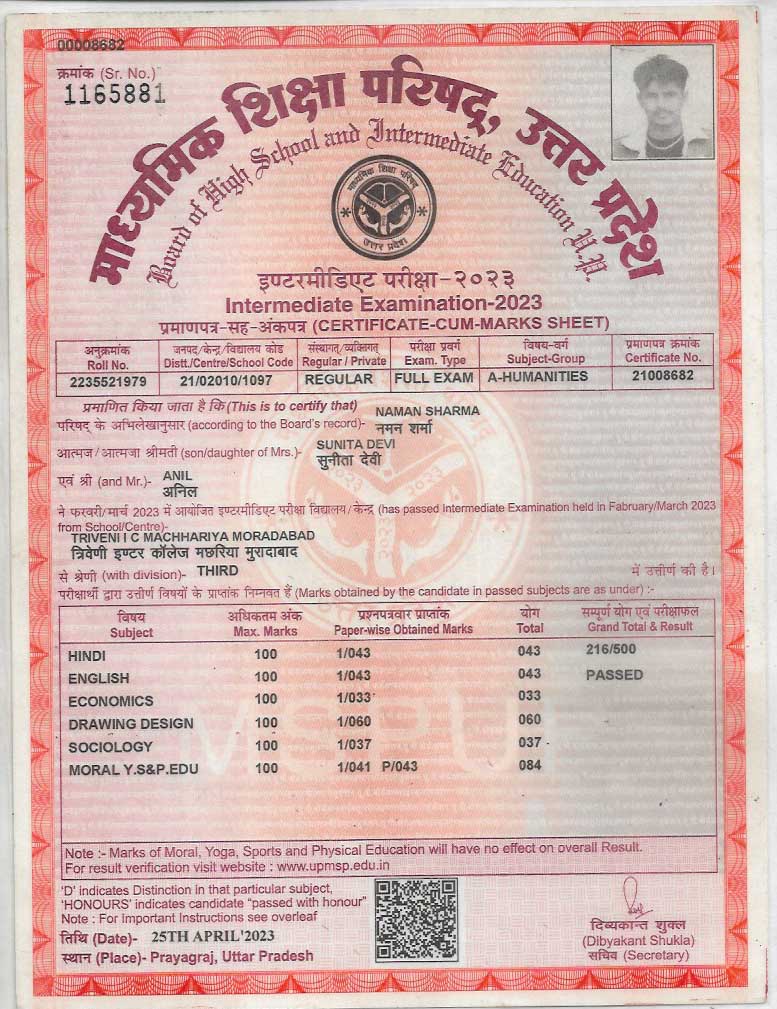 00008682
क्रमांक (Sr. No.)
1165881
माध्यमिक शिक्षा परिषद्, उत्तर प्रदेश
Board of High School and Intermediate Education U.P.
माध्यमिक शिक्षा परिषद्
उत्तर प्रदेश
इण्टरमीडिएट परीक्षा-२०२३
Intermediate Examination-2023
प्रमाणपत्र-सह-अंकपत्र (CERTIFICATE-CUM-MARKS SHEET)
अनुक्रमांक जनपद/केन्द्र/विद्यालय कोड संस्थागत/व्यक्तिगत परीक्षा प्रवर्ग विषय-वर्ग प्रमाणपत्र क्रमांक
Roll No. Distt./Centre/School Code Regular / Private Exam. Type Subject-Group Certificate No.
2235521979 21/02010/1097 REGULAR FULL EXAM A-HUMANITIES 21008682
प्रमाणित किया जाता है कि (This is to certify that) NAMAN SHARMA
परिषद् के अभिलेखानुसार (according to the Board's record)- नमन शर्मा
SUNITA DEVI
आत्मज/आत्मजा श्रीमती (son/daughter of Mrs.)- सुनीता देवी
एवं श्री (and Mr.)- ANIL
अनिल
ने फरवरी/मार्च 2023 में आयोजित इण्टरमीडिएट परीक्षा विद्यालय/केन्द्र (has passed Intermediate Examination held in Fabruary/March 2023
from School/Centre)-
TRIVENI I C MACHHARIYA MORADABAD
त्रिवेणी इण्टर कॉलेज मछरिया मुरादाबाद
से श्रेणी (with division)- THIRD में उत्तीर्ण की है।
परीक्षार्थी द्वारा उत्तीर्ण विषयों के प्राप्तांक निम्नवत हैं (Marks obtained by the candidate in passed subjects are as under) :-
विषय अधिकतम अंक प्रश्नपत्रवार प्राप्तांक योग सम्पूर्ण योग एवं परीक्षाफल
Subject Max. Marks Paper-wise Obtained Marks Total Grand Total & Result
HINDI 100 1/043 043 216/500
ENGLISH 100 1/043 043 PASSED
ECONOMICS 100 1/033 033
DRAWING DESIGN 100 1/060 060
SOCIOLOGY 100 1/037 037
MORAL Y.S&P.EDU 100 1/041 P/043 084
Note :- Marks of Moral, Yoga, Sports and Physical Education will have no effect on overall Result.
For result verification visit website : www.upmsp.edu.in
'D' indicates Distinction in that particular subject,
'HONOURS' indicates candidate "passed with honour"
Note : For Important Instructions see overleaf
तिथि (Date)- 25TH APRIL'2023
स्थान (Place)- Prayagraj, Uttar Pradesh
दिव्यकान्त शुक्ल
(Dibyakant Shukla)
सचिव (Secretary)